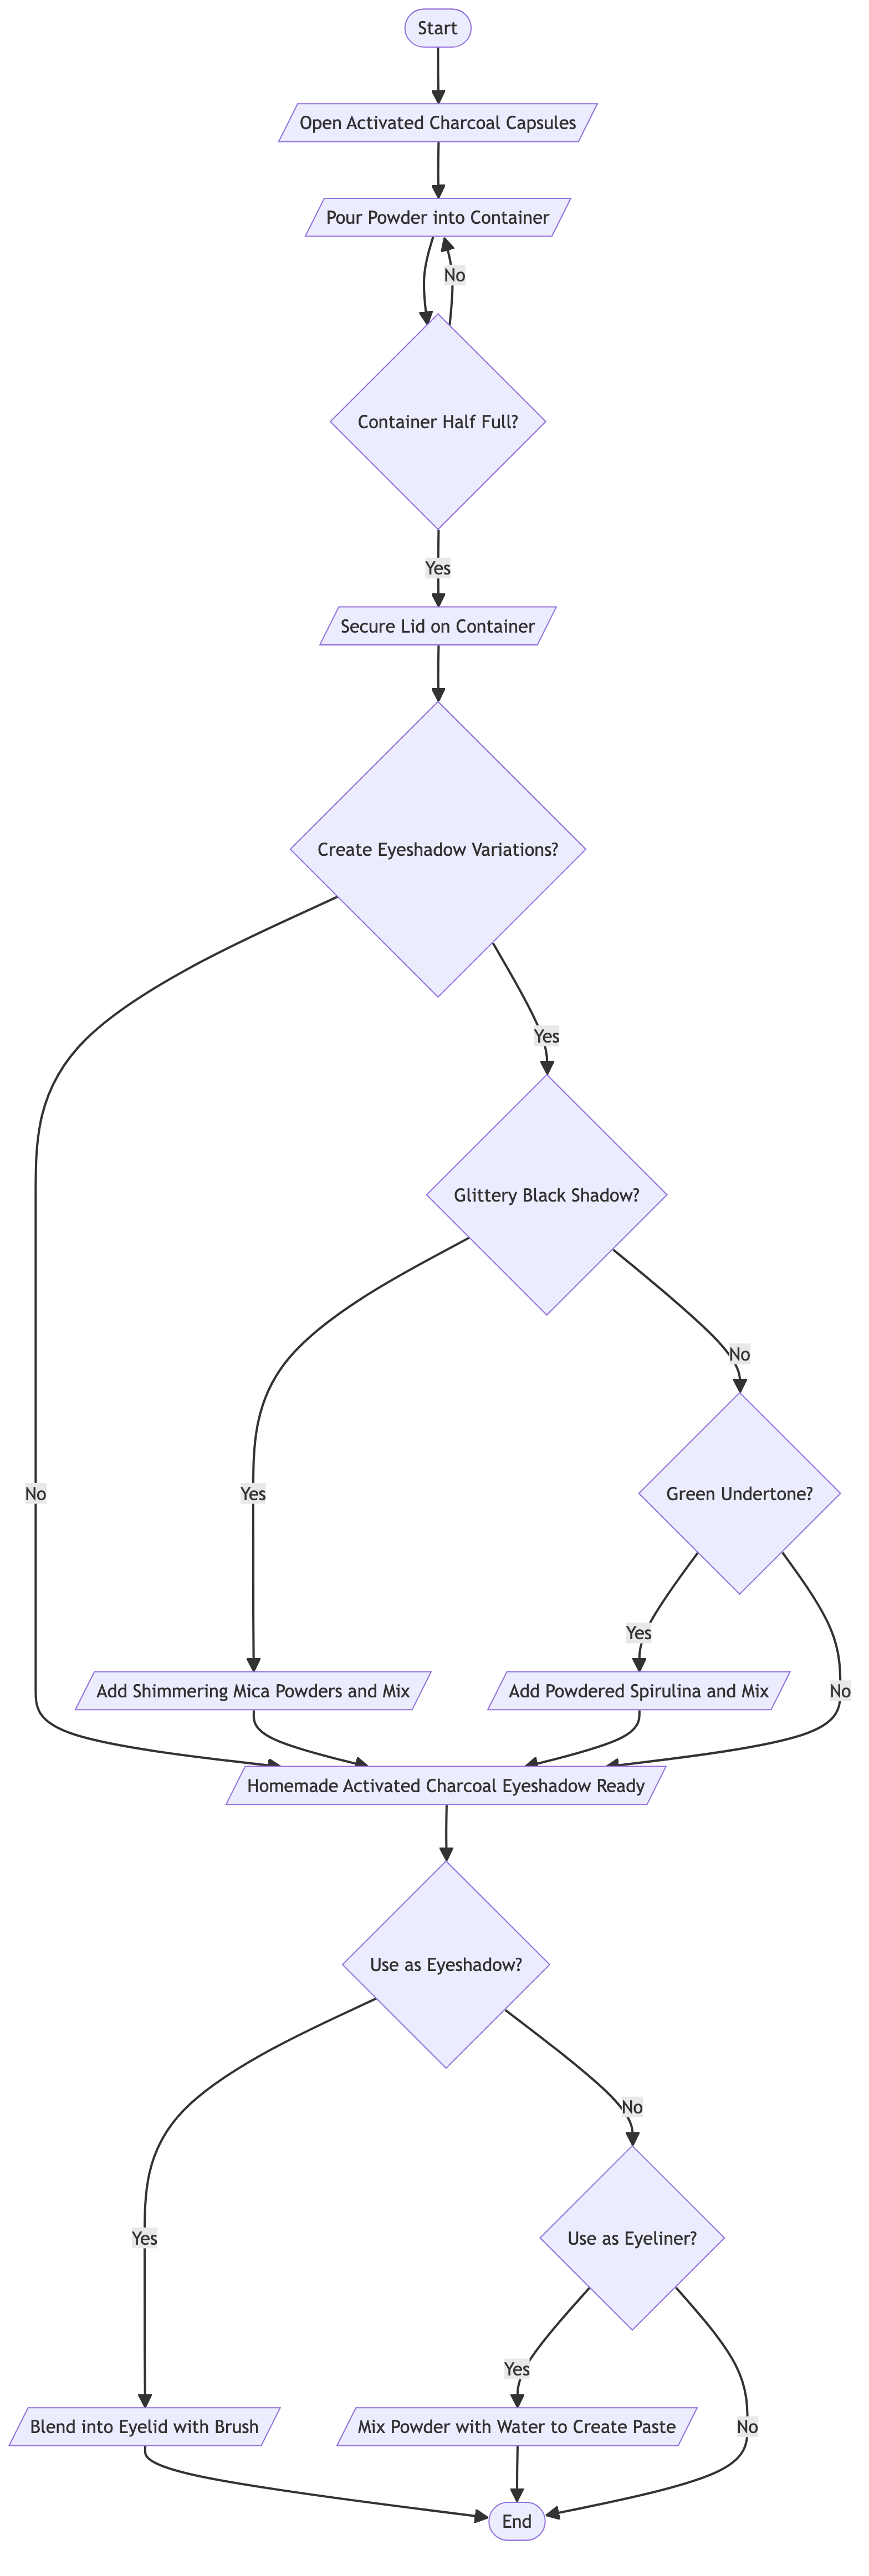 Start
Open Activated Charcoal Capsules
Pour Powder into Container
No
Container Half Full?
Yes
Secure Lid on Container
Create Eyeshadow Variations?
Yes
Glittery Black Shadow?
No
Green Undertone?
No
Yes
Yes
No
Add Shimmering Mica Powders and Mix
Add Powdered Spirulina and Mix
Homemade Activated Charcoal Eyeshadow Ready
Use as Eyeshadow?
No
Yes
Use as Eyeliner?
Yes
No
Blend into Eyelid with Brush
Mix Powder with Water to Create Paste
End